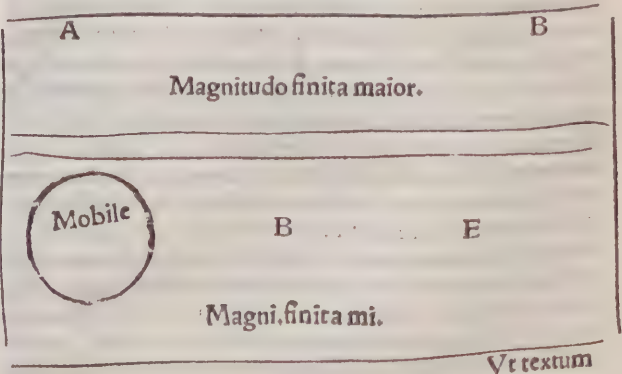 A B
Magnitudo finita maior.
Mobile B E
Magni.finita mi.
Vt textum